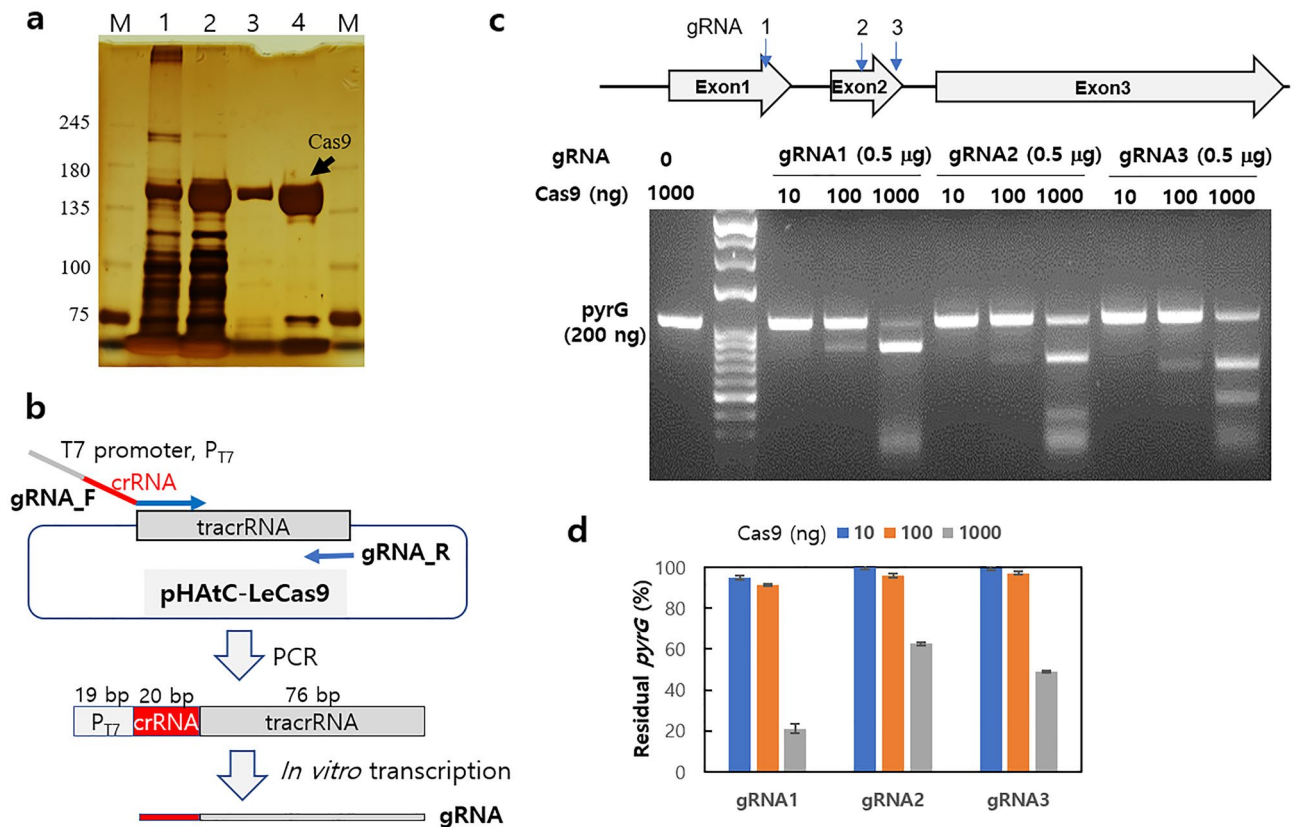 a
M 1 2 3 4 M
245
180
135
100
75
Cas9
b
T7 promoter, PT7
crRNA
gRNA_F
tracrRNA
gRNA_R
pHAtC-LeCas9
PCR
19 bp 20 bp 76 bp
PT7 crRNA tracrRNA
In vitro transcription
gRNA
c
gRNA 1 2 3
Exon1 Exon2 Exon3
gRNA 0 gRNA1 (0.5 μg) gRNA2 (0.5 μg) gRNA3 (0.5 μg)
Cas9 (ng) 1000 10 100 1000 10 100 1000 10 100 1000
pyrG
(200 ng)
d
Cas9 (ng) 10 100 1000
Residual pyrG (%)
100
80
60
40
20
0
gRNA1 gRNA2 gRNA3